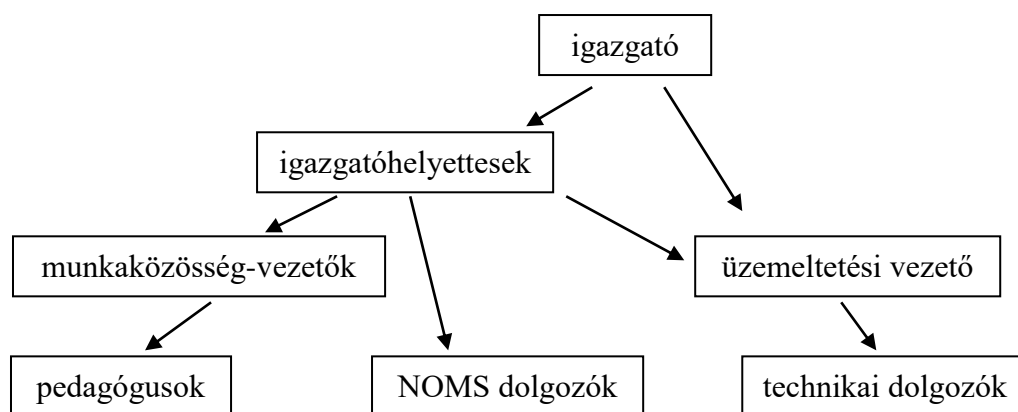 igazgató
igazgatóhelyettesek
munkaközösség-vezetők
üzemeltetési vezető
pedagógusok
NOMS dolgozók
technikai dolgozók